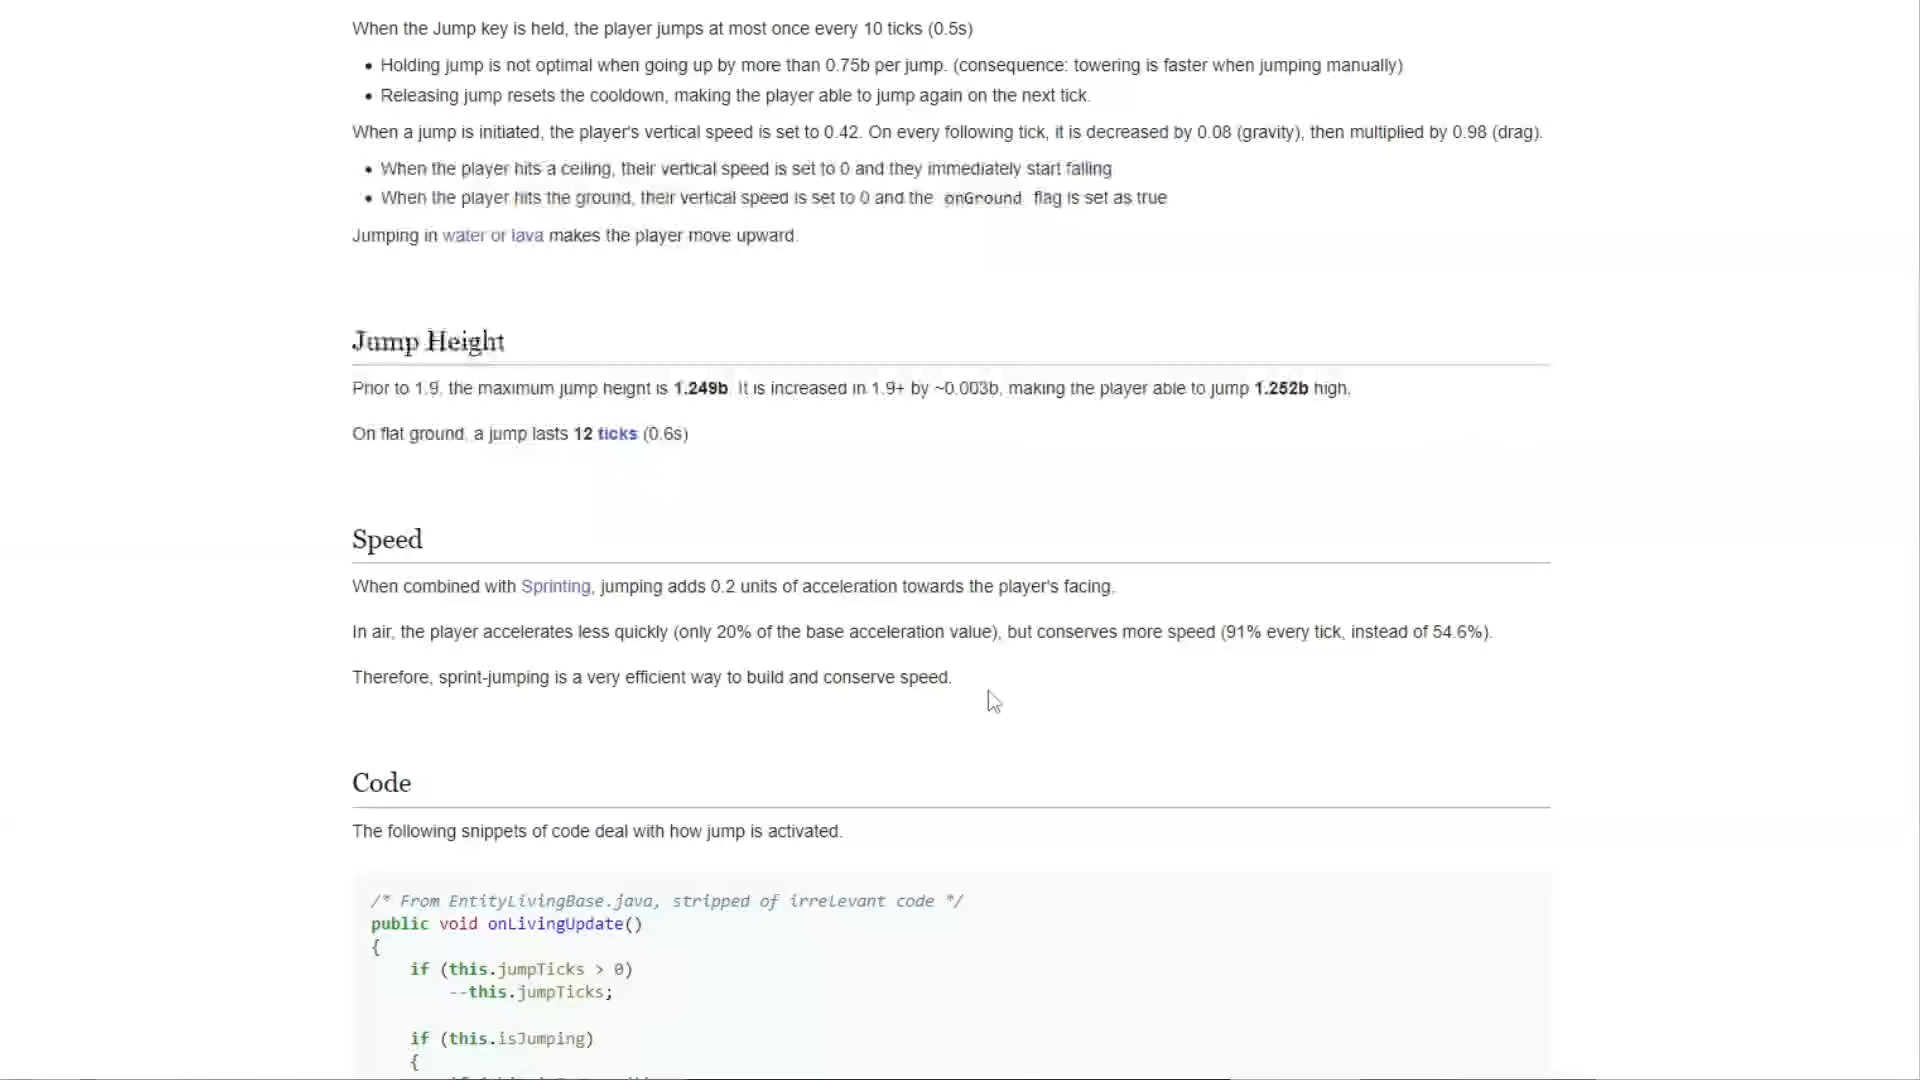 When the Jump key is held, the player jumps at most once every 10 ticks (0.5s)
• Holding jump is not optimal when going up by more than 0.75b per jump. (consequence: towering is faster when jumping manually)
• Releasing jump resets the cooldown, making the player able to jump again on the next tick.
When a jump is initiated, the player's vertical speed is set to 0.42. On every following tick, it is decreased by 0.08 (gravity), then multiplied by 0.98 (drag).
• When the player hits a ceiling, their vertical speed is set to 0 and they immediately start falling
• When the player hits the ground, their vertical speed is set to 0 and the onGround flag is set as true
Jumping in water or lava makes the player move upward.
Jump Height
Prior to 1.9, the maximum jump height is 1.249b. It is increased in 1.9+ by ~0.003b, making the player able to jump 1.252b high.
On flat ground, a jump lasts 12 ticks (0.6s)
Speed
When combined with Sprinting, jumping adds 0.2 units of acceleration towards the player's facing.
In air, the player accelerates less quickly (only 20% of the base acceleration value), but conserves more speed (91% every tick, instead of 54.6%).
Therefore, sprint-jumping is a very efficient way to build and conserve speed.
Code
The following snippets of code deal with how jump is activated.
/* From EntityLivingBase.java, stripped of irrelevant code */
public void onLivingUpdate()
{
if (this.jumpTicks > 0)
--this.jumpTicks;
if (this.isJumping)
{